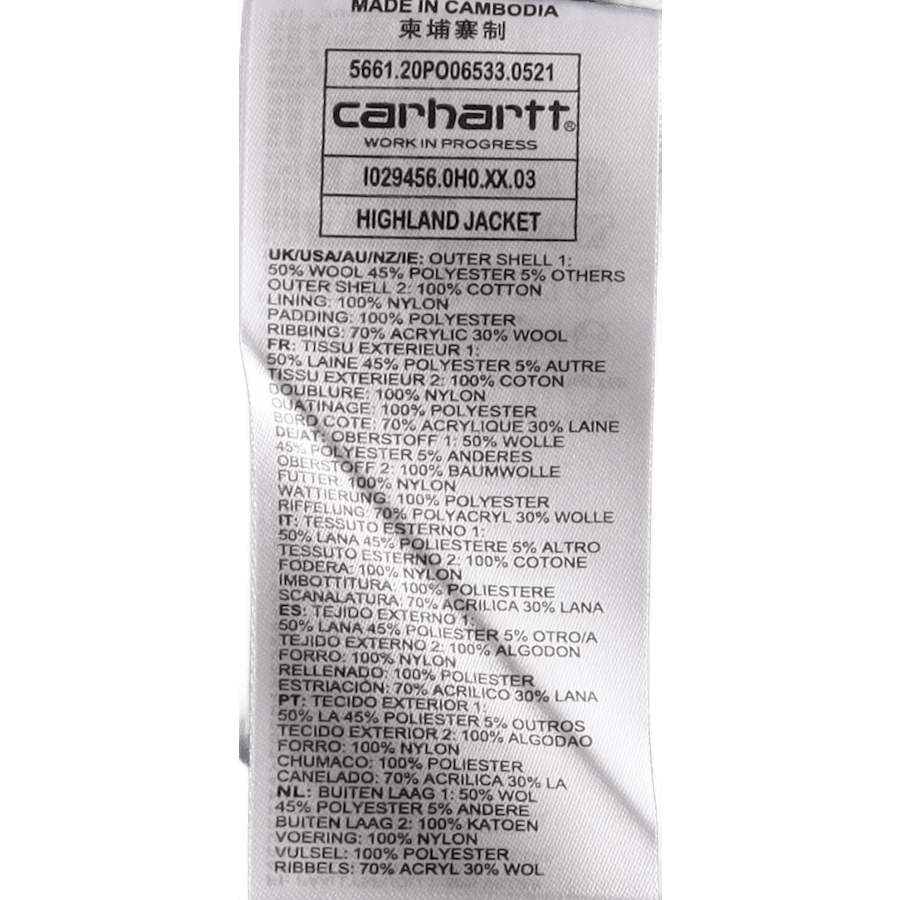 MADE IN CAMBODIA
柬埔寨制
5661.20PO06533.0521
carhartt®
WORK IN PROGRESS
I029456.0H0.XX.03
HIGHLAND JACKET
UK/USA/AU/NZ/IE: OUTER SHELL 1:
50% WOOL 45% POLYESTER 5% OTHERS
OUTER SHELL 2: 100% COTTON
LINING: 100% NYLON
PADDING: 100% POLYESTER
RIBBING: 70% ACRYLIC 30% WOOL
FR: TISSU EXTERIEUR 1:
50% LAINE 45% POLYESTER 5% AUTRE
TISSU EXTERIEUR 2: 100% COTON
DOUBLURE: 100% NYLON
OUATINAGE: 100% POLYESTER
BORD COTE: 70% ACRYLIQUE 30% LAINE
DE/AT: OBERSTOFF 1: 50% WOLLE
45% POLYESTER 5% ANDERES
OBERSTOFF 2: 100% BAUMWOLLE
FUTTER: 100% NYLON
WATTIERUNG: 100% POLYESTER
RIFFELUNG: 70% POLYACRYL 30% WOLLE
IT: TESSUTO ESTERNO 1:
50% LANA 45% POLIESTERE 5% ALTRO
TESSUTO ESTERNO 2: 100% COTONE
FODERA: 100% NYLON
IMBOTTITURA: 100% POLIESTERE
SCANALATURA: 70% ACRILICA 30% LANA
ES: TEJIDO EXTERNO 1:
50% LANA 45% POLIESTER 5% OTRO/A
TEJIDO EXTERNO 2: 100% ALGODON
FORRO: 100% NYLON
RELLENADO: 100% POLIESTER
ESTRIACIÓN: 70% ACRILICO 30% LANA
PT: TECIDO EXTERIOR 1:
50% LA 45% POLIESTER 5% OUTROS
TECIDO EXTERIOR 2: 100% ALGODAO
FORRO: 100% NYLON
CHUMACO: 100% POLIESTER
CANELADO: 70% ACRILICA 30% LA
NL: BUITEN LAAG 1: 50% WOL
45% POLYESTER 5% ANDERE
BUITEN LAAG 2: 100% KATOEN
VOERING: 100% NYLON
VULSEL: 100% POLYESTER
RIBBELS: 70% ACRYL 30% WOL